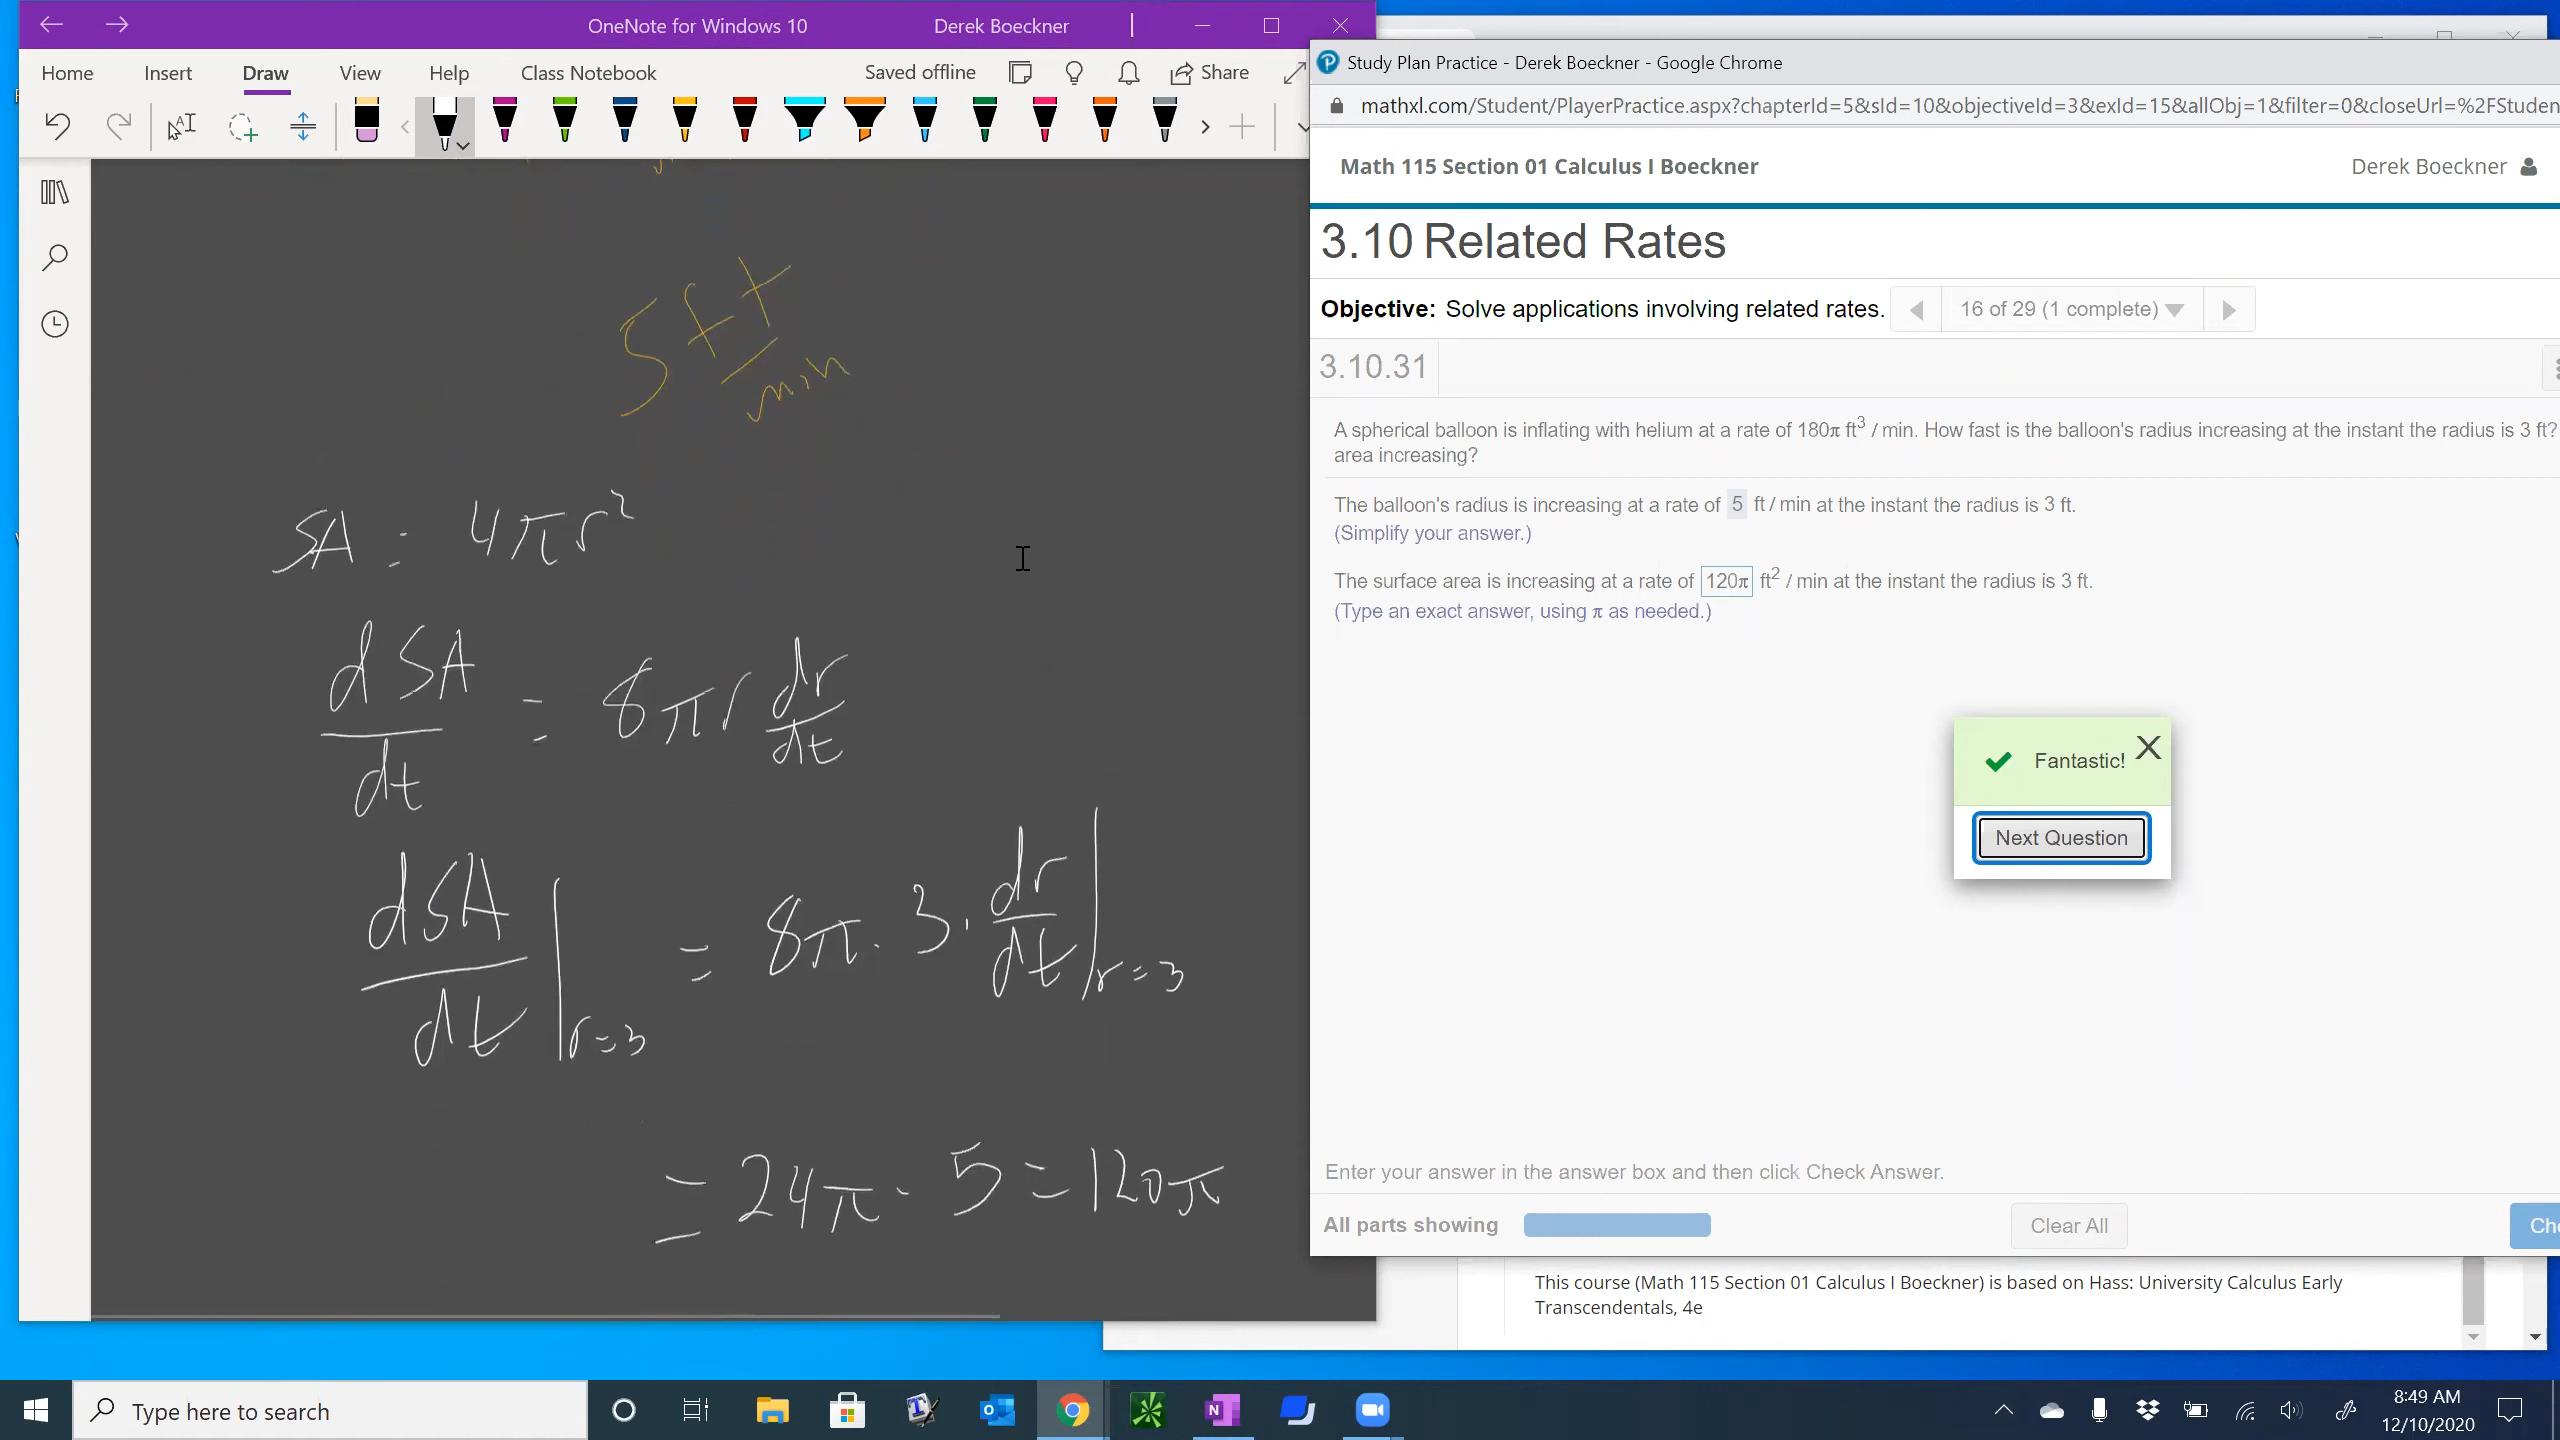 OneNote for Windows 10
Derek Boeckner
Home Insert Draw View Help Class Notebook
Saved offline
Share
5 ft
min
SA = 4πr²
dSA
dt
= 8πr dr
dt
dSA
dt
r=3
= 8π · 3 · dr
dt
r=3
= 24π · 5 = 120π
Study Plan Practice - Derek Boeckner - Google Chrome
mathxl.com/Student/PlayerPractice.aspx?chapterId=5&sId=10&objectiveId=3&exId=15&allObj=1&filter=0&closeUrl=%2FStuden
Math 115 Section 01 Calculus I Boeckner
Derek Boeckner
3.10 Related Rates
Objective: Solve applications involving related rates.
16 of 29 (1 complete)
3.10.31
A spherical balloon is inflating with helium at a rate of 180π ft³ / min. How fast is the balloon's radius increasing at the instant the radius is 3 ft?
area increasing?
The balloon's radius is increasing at a rate of 5 ft / min at the instant the radius is 3 ft.
(Simplify your answer.)
The surface area is increasing at a rate of 120π ft² / min at the instant the radius is 3 ft.
(Type an exact answer, using π as needed.)
Fantastic!
Next Question
Enter your answer in the answer box and then click Check Answer.
All parts showing
Clear All
Che
This course (Math 115 Section 01 Calculus I Boeckner) is based on Hass: University Calculus Early
Transcendentals, 4e
Type here to search
8:49 AM
12/10/2020